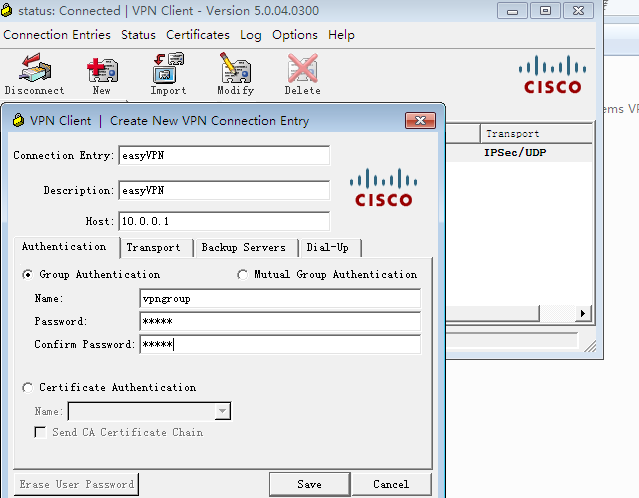 status: Connected | VPN Client - Version 5.0.04.0300
Connection Entries Status Certificates Log Options Help
Disconnect New Import Modify Delete
CISCO
ems VP
VPN Client | Create New VPN Connection Entry
Transport
IPSec/UDP
Connection Entry: easyVPN
Description: easyVPN
CISCO
Host: 10.0.0.1
Authentication Transport Backup Servers Dial-Up
Group Authentication Mutual Group Authentication
Name: vpngroup
Password: *****
Confirm Password: *****
Certificate Authentication
Name:
Send CA Certificate Chain
Erase User Password Save Cancel